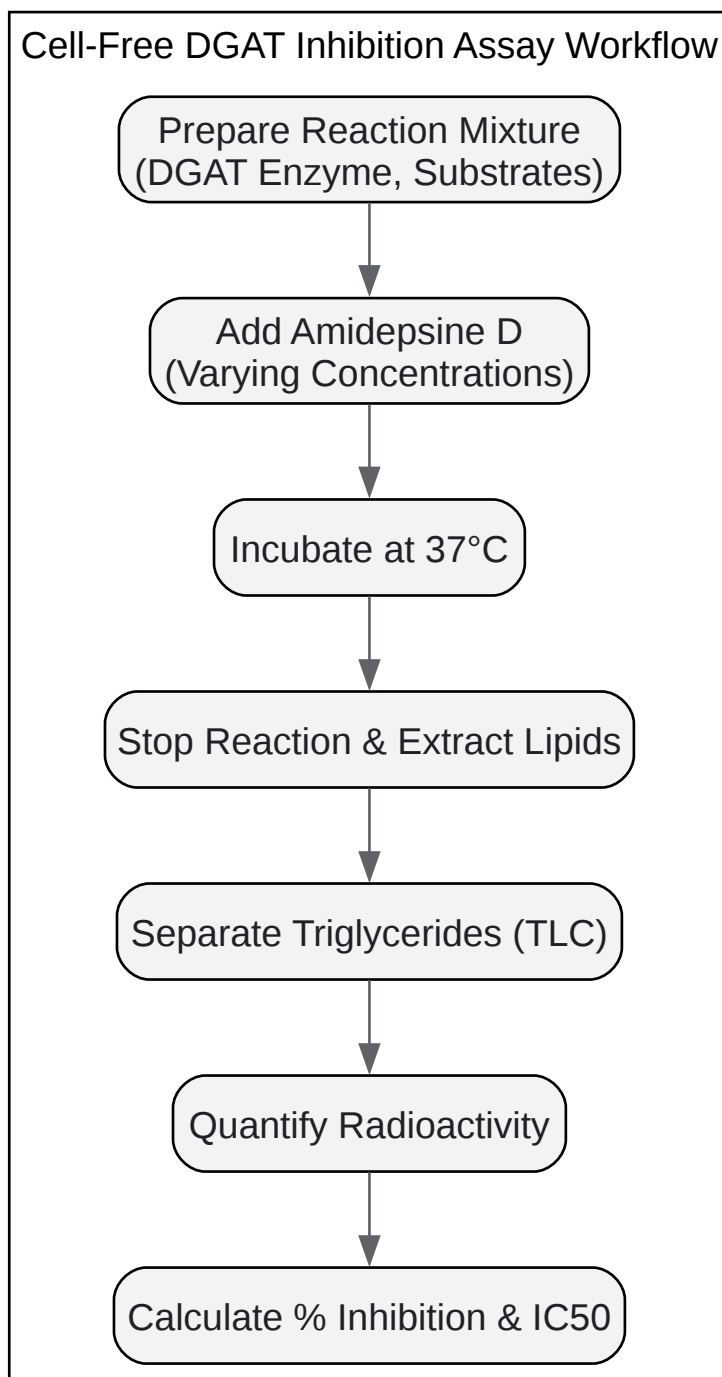 Cell-Free DGAT Inhibition Assay Workflow
Prepare Reaction Mixture
(DGAT Enzyme, Substrates)
Add Amidepsine D
(Varying Concentrations)
Incubate at 37°C
Stop Reaction & Extract Lipids
Separate Triglycerides (TLC)
Quantify Radioactivity
Calculate % Inhibition & IC50